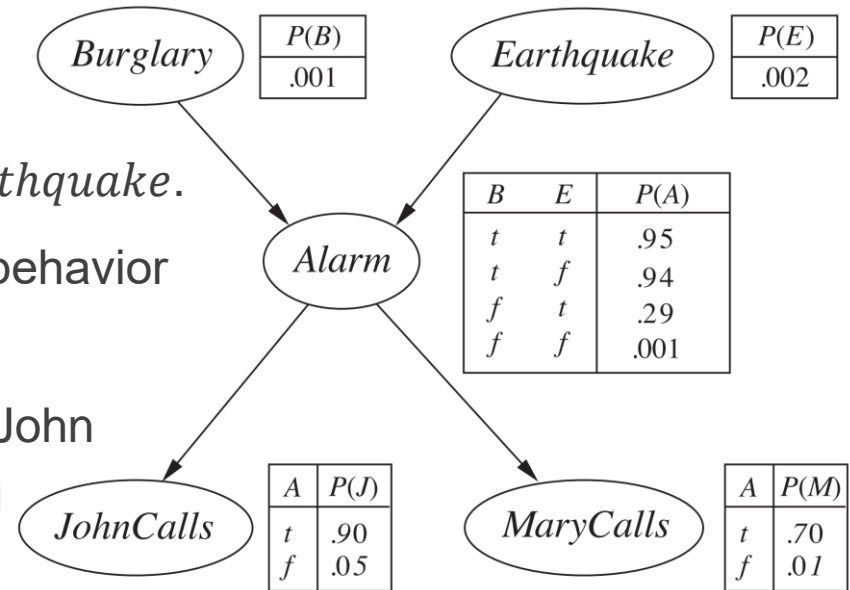 Burglary
P(B)
.001
Earthquake
P(E)
.002
𝑡ℎ𝑞𝑢𝑎𝑘𝑒.
behavior
Alarm
B E P(A)
t t .95
t f .94
f t .29
f f .001
John
JohnCalls
A P(J)
t .90
f .05
MaryCalls
A P(M)
t .70
f .01